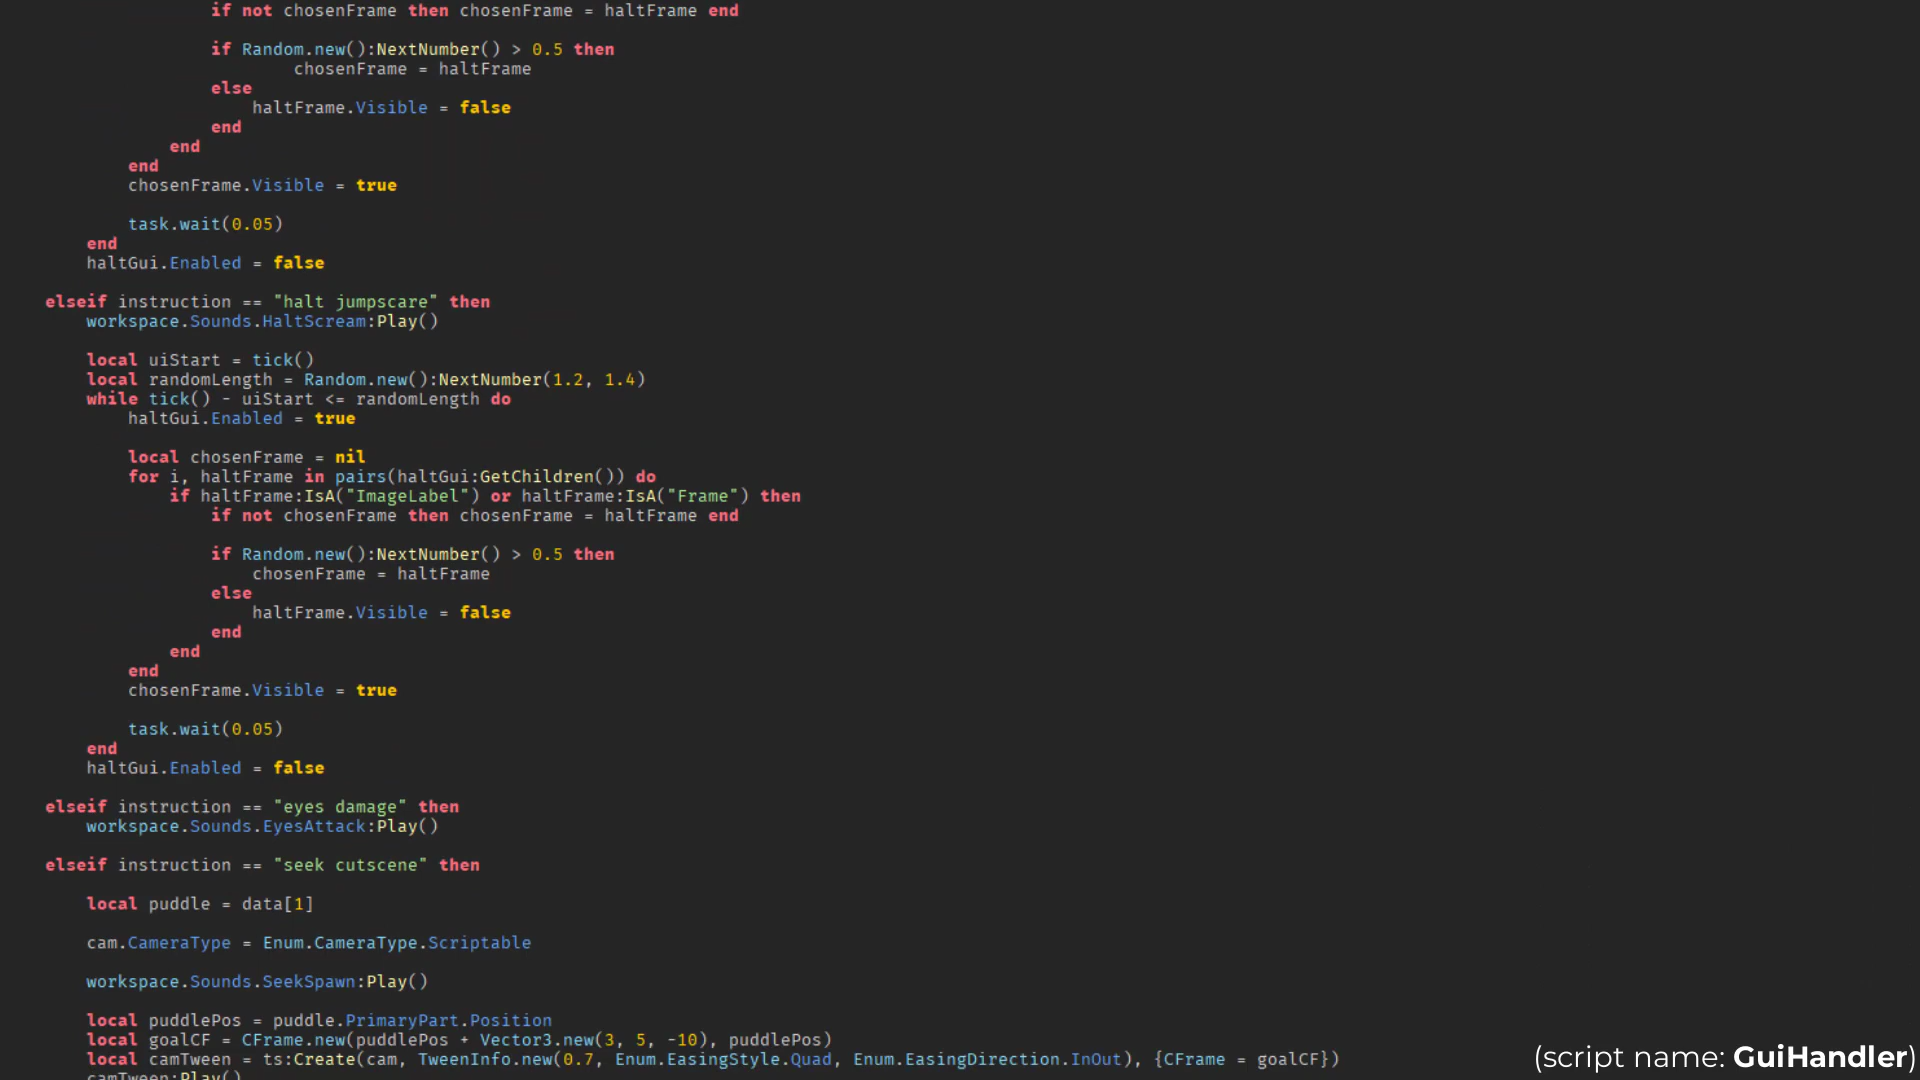 if not chosenFrame then chosenFrame = haltFrame end
if Random.new():NextNumber() > 0.5 then
chosenFrame = haltFrame
else
haltFrame.Visible = false
end
end
end
chosenFrame.Visible = true
task.wait(0.05)
end
haltGui.Enabled = false
elseif instruction == "halt jumpscare" then
workspace.Sounds.HaltScream:Play()
local uiStart = tick()
local randomLength = Random.new():NextNumber(1.2, 1.4)
while tick() - uiStart <= randomLength do
haltGui.Enabled = true
local chosenFrame = nil
for i, haltFrame in pairs(haltGui:GetChildren()) do
if haltFrame:IsA("ImageLabel") or haltFrame:IsA("Frame") then
if not chosenFrame then chosenFrame = haltFrame end
if Random.new():NextNumber() > 0.5 then
chosenFrame = haltFrame
else
haltFrame.Visible = false
end
end
end
chosenFrame.Visible = true
task.wait(0.05)
end
haltGui.Enabled = false
elseif instruction == "eyes damage" then
workspace.Sounds.EyesAttack:Play()
elseif instruction == "seek cutscene" then
local puddle = data[1]
cam.CameraType = Enum.CameraType.Scriptable
workspace.Sounds.SeekSpawn:Play()
local puddlePos = puddle.PrimaryPart.Position
local goalCF = CFrame.new(puddlePos + Vector3.new(3, 5, -10), puddlePos)
local camTween = ts:Create(cam, TweenInfo.new(0.7, Enum.EasingStyle.Quad, Enum.EasingDirection.InOut), {CFrame = goalCF})
camTween:Play()
(script name: GuiHandler)